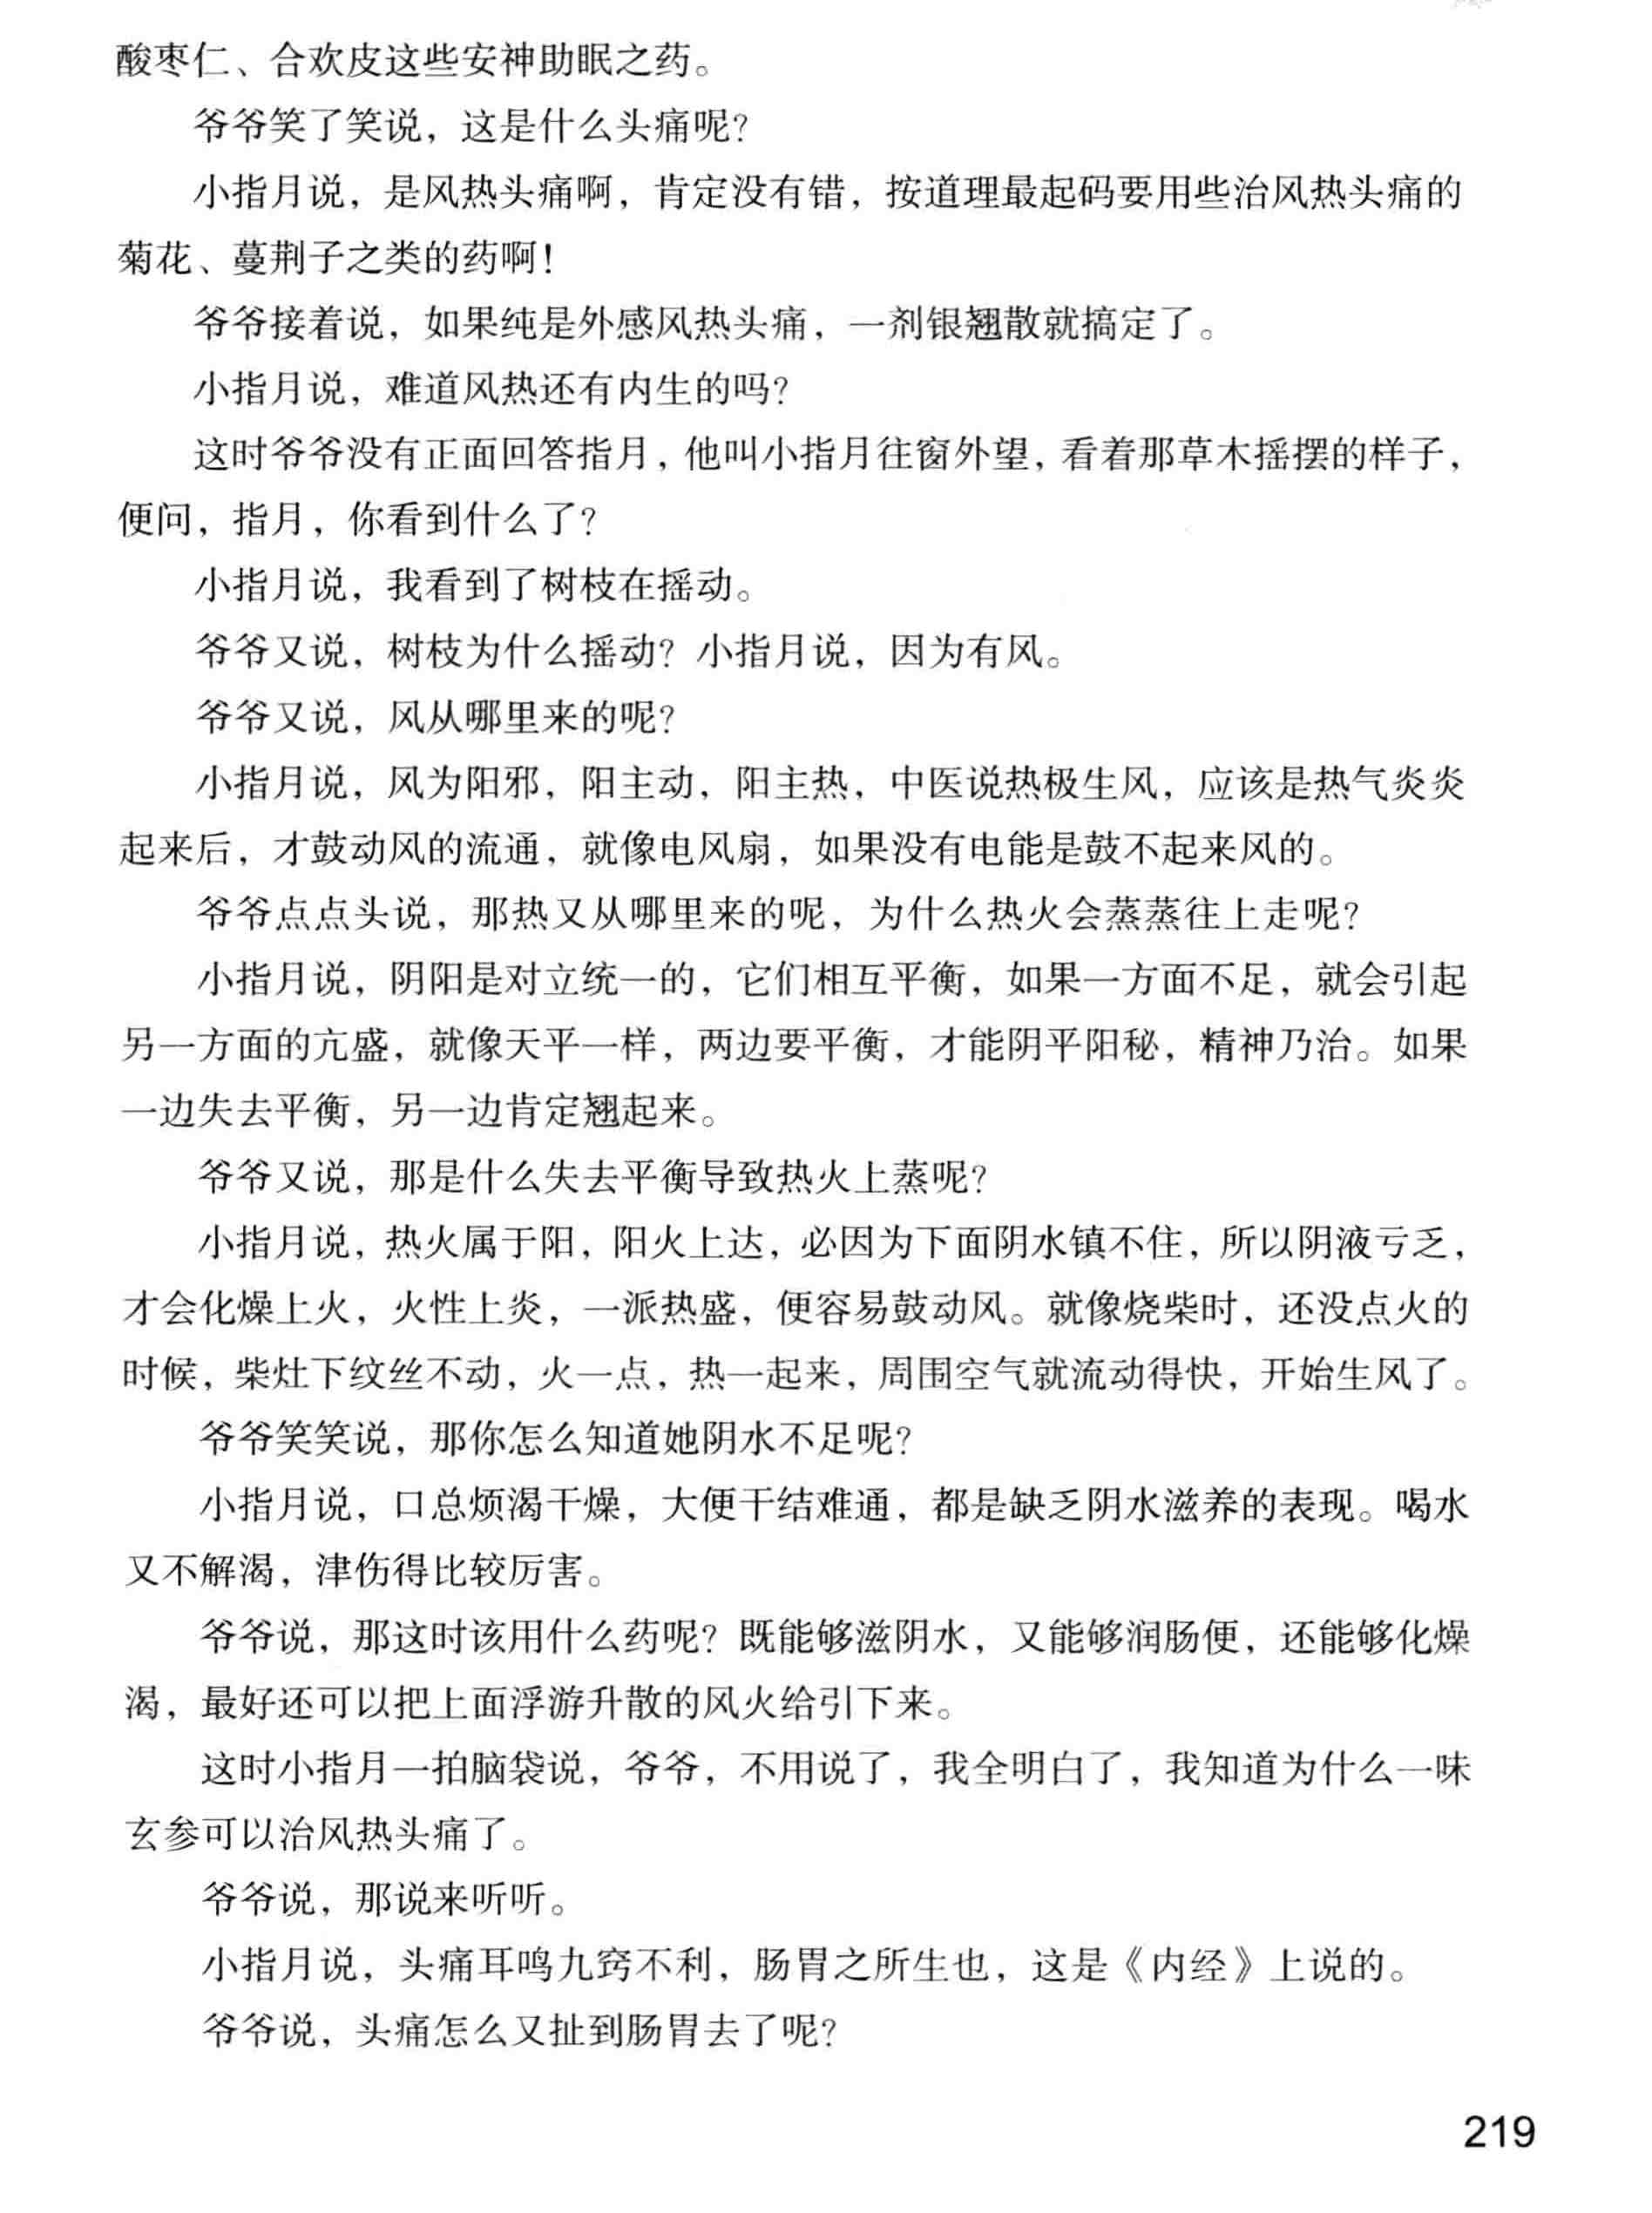 酸枣仁、合欢皮这些安神助眠之药。
爷爷笑了笑说，这是什么头痛呢？
小指月说，是风热头痛啊，肯定没有错，按道理最起码要用些治风热头痛的
菊花、蔓荆子之类的药啊！
爷爷接着说，如果纯是外感风热头痛，一剂银翘散就搞定了。
小指月说，难道风热还有内生的吗？
这时爷爷没有正面回答指月，他叫小指月往窗外望，看着那草木摇摆的样子，
便问，指月，你看到什么了？
小指月说，我看到了树枝在摇动。
爷爷又说，树枝为什么摇动？小指月说，因为有风。
爷爷又说，风从哪里来的呢？
小指月说，风为阳邪，阳主动，阳主热，中医说热极生风，应该是热气炎炎
起来后，才鼓动风的流通，就像电风扇，如果没有电能是鼓不起来风的。
爷爷点点头说，那热又从哪里来的呢，为什么热火会蒸蒸往上走呢？
小指月说，阴阳是对立统一的，它们相互平衡，如果一方面不足，就会引起
另一方面的亢盛，就像天平一样，两边要平衡，才能阴平阳秘，精神乃治。如果
一边失去平衡，另一边肯定翘起来。
爷爷又说，那是什么失去平衡导致热火上蒸呢？
小指月说，热火属于阳，阳火上达，必因为下面阴水镇不住，所以阴液亏乏，
才会化燥上火，火性上炎，一派热盛，便容易鼓动风。就像烧柴时，还没点火的
时候，柴灶下纹丝不动，火一点，热一起来，周围空气就流动得快，开始生风了。
爷爷笑笑说，那你怎么知道她阴水不足呢？
小指月说，口总烦渴干燥，大便干结难通，都是缺乏阴水滋养的表现。喝水
又不解渴，津伤得比较厉害。
爷爷说，那这时该用什么药呢？既能够滋阴水，又能够润肠便，还能够化燥
渴，最好还可以把上面浮游升散的风火给引下来。
这时小指月一拍脑袋说，爷爷，不用说了，我全明白了，我知道为什么一味
玄参可以治风热头痛了。
爷爷说，那说来听听。
小指月说，头痛耳鸣九窍不利，肠胃之所生也，这是《内经》上说的。
爷爷说，头痛怎么又扯到肠胃去了呢？
219